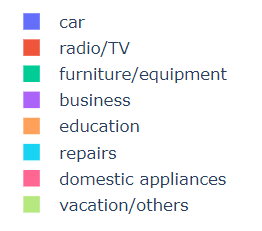 car
radio/TV
furniture/equipment
business
education
repairs
domestic appliances
vacation/others